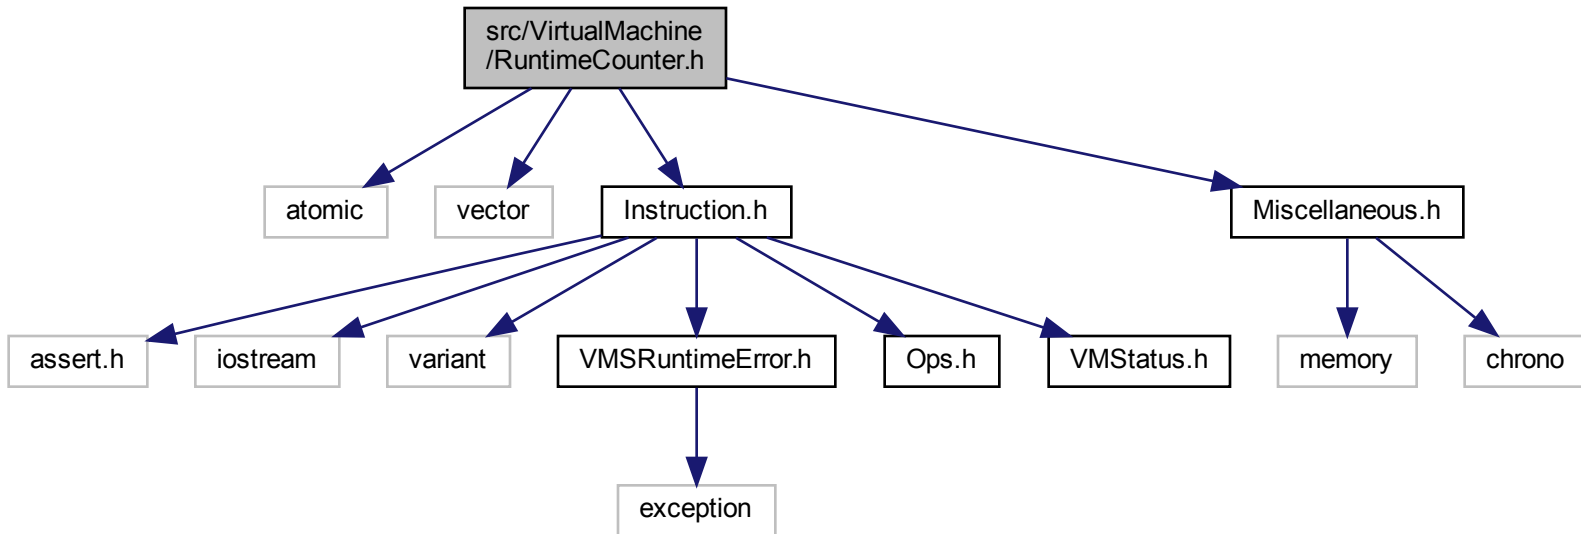 src/VirtualMachine
/RuntimeCounter.h
atomic
vector
Instruction.h
Miscellaneous.h
assert.h
iostream
variant
VMSRuntimeError.h
Ops.h
VMStatus.h
memory
chrono
exception